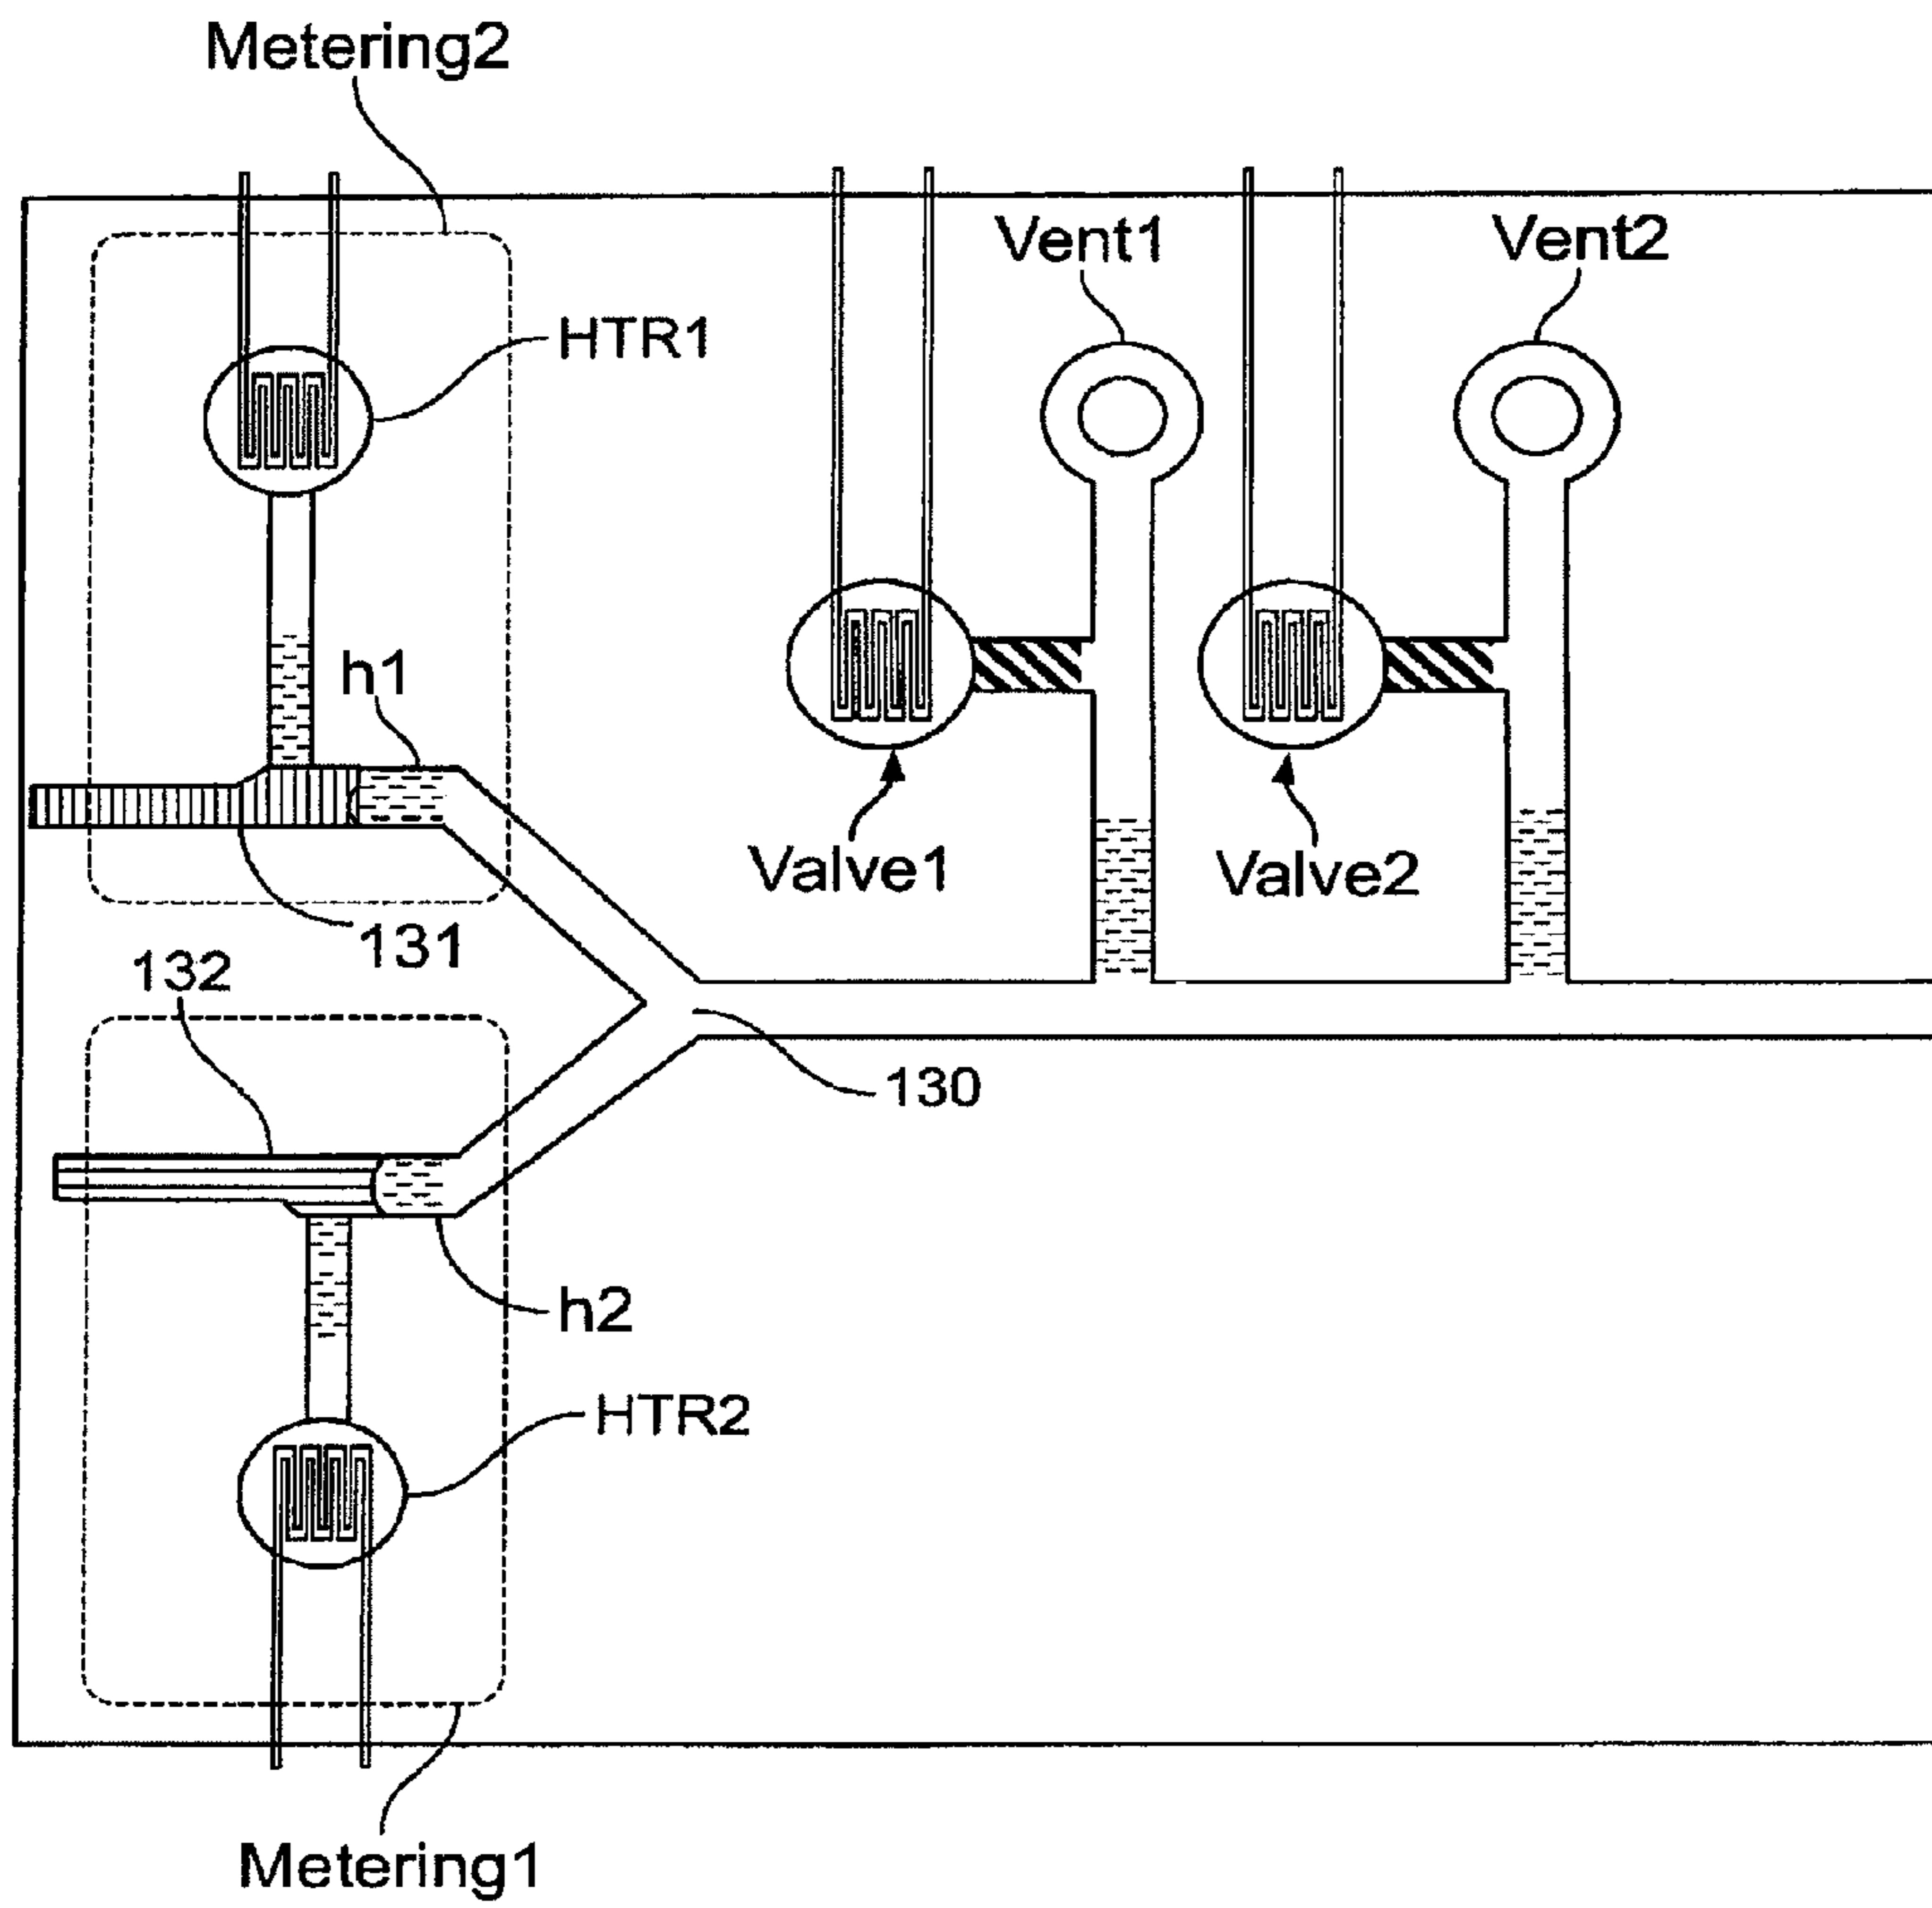 Metering2
Vent1
Vent2
HTR1
h1
Valve1
Valve2
131
132
130
h2
HTR2
Metering1